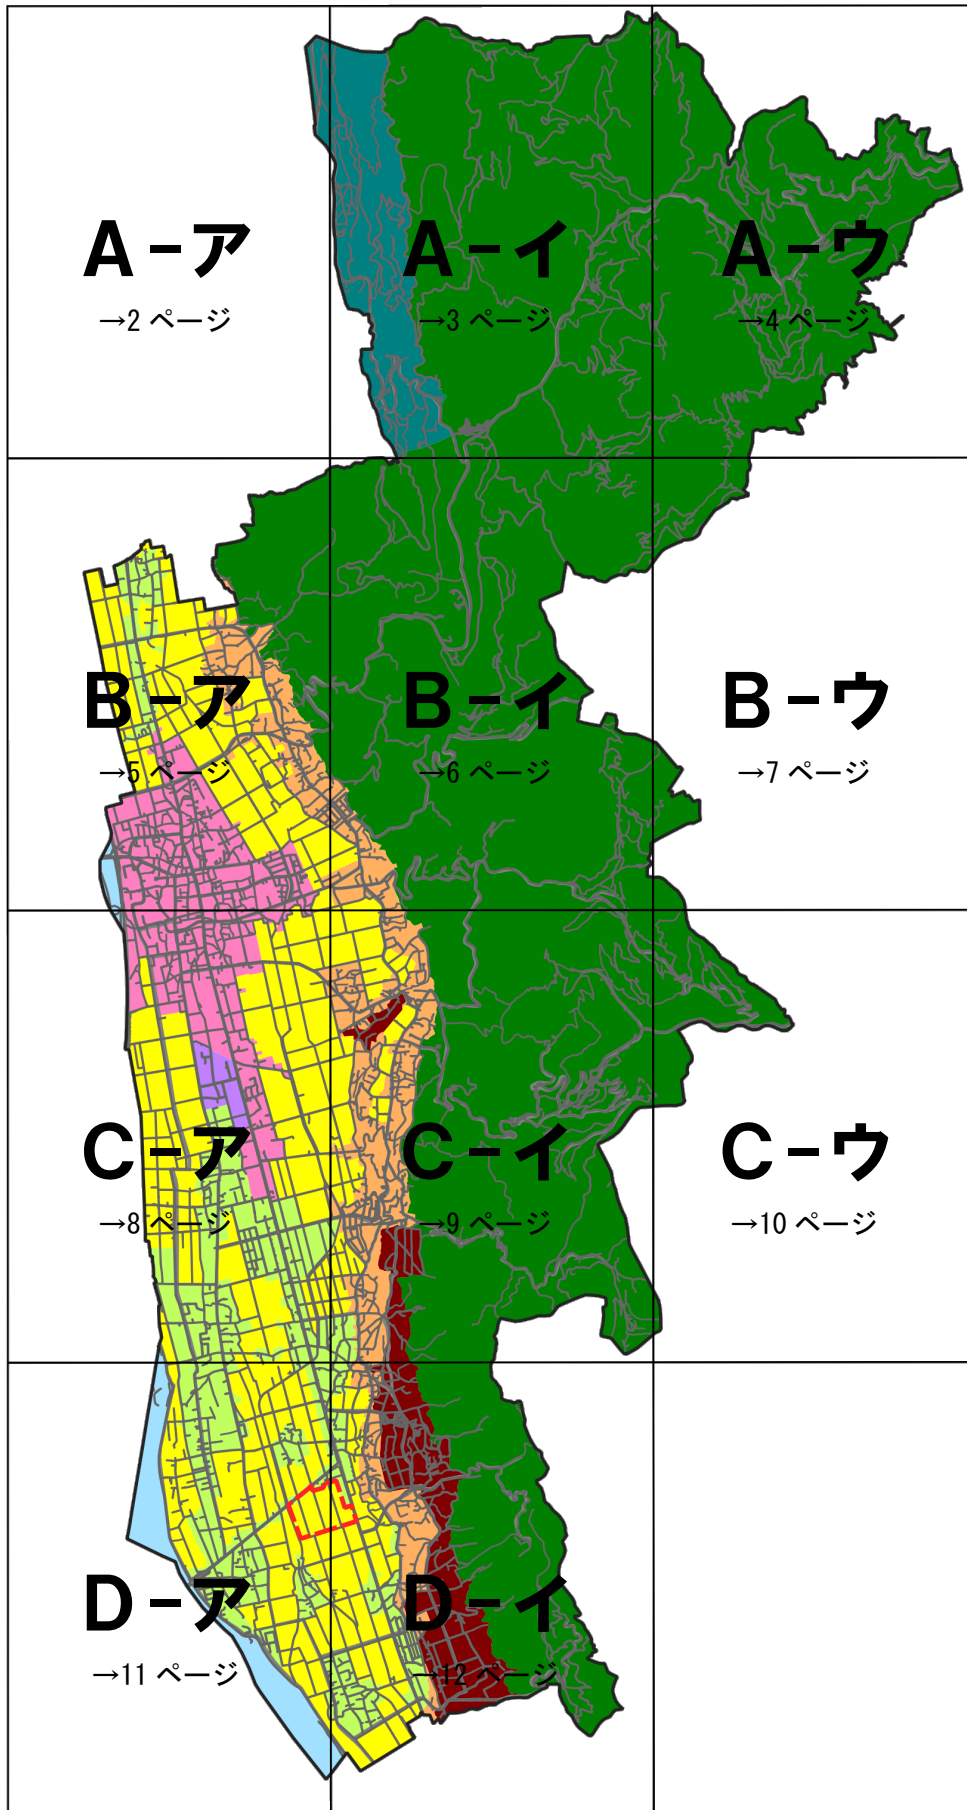 A-ア
→2 ページ
A-イ
→3 ページ
A-ウ
→4 ページ
B-ア
→5 ページ
B-イ
→6 ページ
B-ウ
→7 ページ
C-ア
→8 ページ
C-イ
→9 ページ
C-ウ
→10 ページ
D-ア
→11 ページ
D-イ
→12 ページ